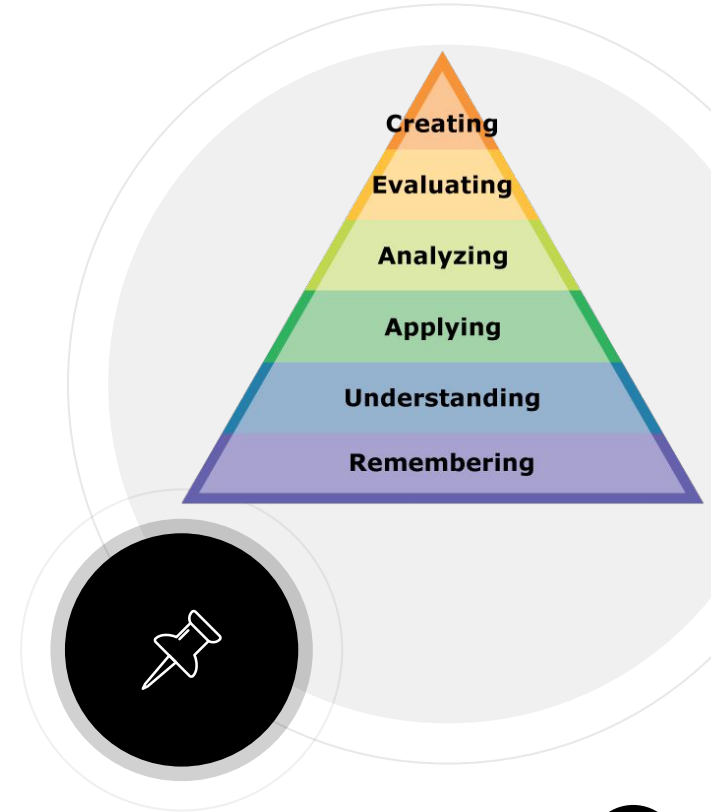 Creating
Evaluating
Analyzing
Applying
Understanding
Remembering